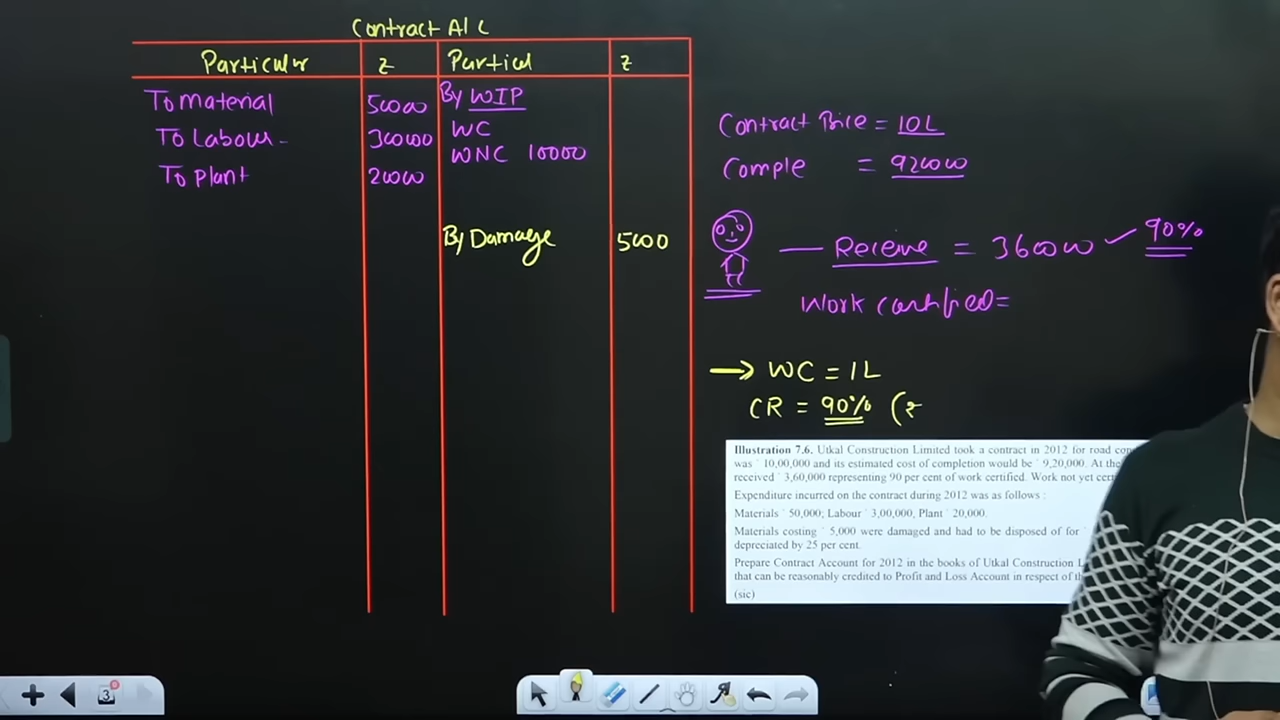 Contract A/C
Particular ₹ Particul ₹
To material 50000 By WIP
To Labour - 300000 WC
WNC 10000
To plant 20000
By Damage 5000
Contract Price = 10L
Comple = 920000
— Receive = 360000 ✓ 90%
Work certified=
→ WC = 1L
CR = 90% (₹
Illustration 7.6. Utkal Construction Limited took a contract in 2012 for road con
was ` 10,00,000 and its estimated cost of completion would be ` 9,20,000. At the
received ` 3,60,000 representing 90 per cent of work certified. Work not yet cert
Expenditure incurred on the contract during 2012 was as follows :
Materials ` 50,000; Labour ` 3,00,000, Plant ` 20,000.
Materials costing ` 5,000 were damaged and had to be disposed of for `
depreciated by 25 per cent.
Prepare Contract Account for 2012 in the books of Utkal Construction L
that can be reasonably credited to Profit and Loss Account in respect of th
(sic)
3